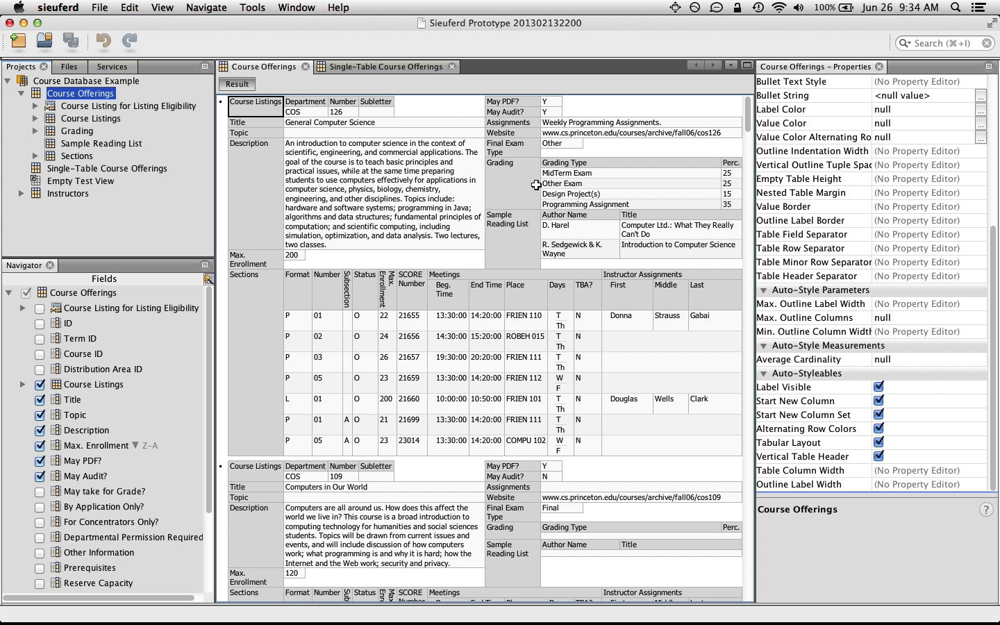 sieuferd File Edit View Navigate Tools Window Help 100% Jun 26 9:34 AM
Sieuferd Prototype 201302132200
Search (⌘+I)
Projects Files Services
Course Database Example
Course Offerings
Course Listing for Listing Eligibility
Course Listings
Grading
Sample Reading List
Sections
Single-Table Course Offerings
Empty Test View
Instructors
Navigator
Fields
Course Offerings
Course Listing for Listing Eligibility
ID
Term ID
Course ID
Distribution Area ID
Course Listings
Title
Topic
Description
Max. Enrollment Z-A
May PDF?
May Audit?
May take for Grade?
By Application Only?
For Concentrators Only?
Departmental Permission Required
Other Information
Prerequisites
Reserve Capacity
Course Offerings Single-Table Course Offerings
Result
Course Listings Department Number Subletter
COS 126
Title General Computer Science
Topic
Description An introduction to computer science in the context of
scientific, engineering, and commercial applications. The
goal of the course is to teach basic principles and
practical issues, while at the same time preparing
students to use computers effectively for applications in
computer science, physics, biology, chemistry,
engineering, and other disciplines. Topics include:
hardware and software systems; programming in Java;
algorithms and data structures; fundamental principles of
computation; and scientific computing, including
simulation, optimization, and data analysis. Two lectures,
two classes.
Max. 200
Enrollment
May PDF? Y
May Audit? Y
Assignments Weekly Programming Assignments.
Website www.cs.princeton.edu/courses/archive/fall06/cos126
Final Exam Other
Type
Grading Grading Type Perc.
MidTerm Exam 25
Other Exam 25
Design Project(s) 15
Programming Assignment 35
Sample Author Name Title
Reading List D. Harel Computer Ltd.: What They Really
Can't Do
R. Sedgewick & K. Introduction to Computer Science
Wayne
Sections Format Number Subsection Status Max. Enrollment SCORE Meetings Instructor Assignments
Number Beg. End Time Place Days TBA? First Middle Last
Time
P 01 O 22 21655 13:30:00 14:20:00 FRIEN 110 T N Donna Strauss Gabai
Th
P 02 O 24 21656 14:30:00 15:20:00 ROBEH 015 T N
Th
P 03 O 26 21657 19:30:00 20:20:00 FRIEN 111 T N
Th
P 05 O 23 21659 13:30:00 14:20:00 FRIEN 112 W N
F
L 01 O 200 21660 10:00:00 10:50:00 FRIEN 101 T N Douglas Wells Clark
Th
P 01 A O 21 21699 13:30:00 14:20:00 FRIEN 111 T N
Th
P 05 A O 23 23014 13:30:00 14:20:00 COMPU 102 W N
F
Course Listings Department Number Subletter
COS 109
Title Computers in Our World
Topic
Description Computers are all around us. How does this affect the
world we live in? This course is a broad introduction to
computing technology for humanities and social sciences
students. Topics will be drawn from current issues and
events, and will include discussion of how computers
work; what programming is and why it is hard; how the
Internet and the Web work; security and privacy.
Max. 120
Enrollment
May PDF? Y
May Audit? N
Assignments
Website www.cs.princeton.edu/courses/archive/fall06/cos109
Final Exam Final
Type
Grading Grading Type Perc.
Sample Author Name Title
Reading List
Sections Format Number Status SCORE Meetings Instructor Assignments
Course Offerings - Properties
Bullet Text Style (No Property Editor)
Bullet String <null value> ...
Label Color null ...
Value Color null ...
Value Color Alternating Ro null ...
Outline Indentation Width (No Property Editor)
Vertical Outline Tuple Spac (No Property Editor)
Empty Table Height (No Property Editor)
Nested Table Margin (No Property Editor)
Value Border (No Property Editor)
Outline Label Border (No Property Editor)
Table Field Separator (No Property Editor)
Table Row Separator (No Property Editor)
Table Minor Row Separator (No Property Editor)
Table Header Separator (No Property Editor)
Auto-Style Parameters
Max. Outline Label Width (No Property Editor)
Max. Outline Columns null
Min. Outline Column Width (No Property Editor)
Auto-Style Measurements
Average Cardinality null
Auto-Styleables
Label Visible
Start New Column
Start New Column Set
Alternating Row Colors
Tabular Layout
Vertical Table Header
Table Column Width (No Property Editor)
Outline Label Width (No Property Editor)
Course Offerings ?